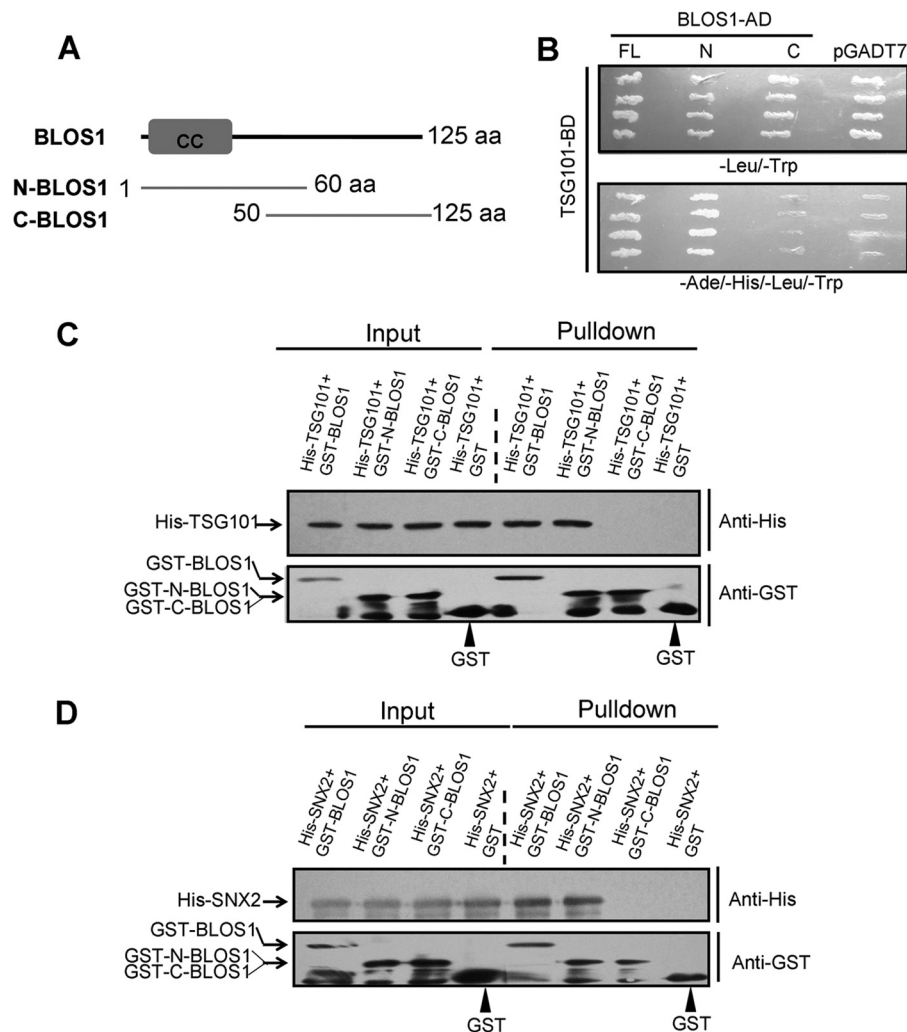 A
BLOS1
CC
125 aa
N-BLOS1
1
60 aa
C-BLOS1
50
125 aa
B
BLOS1-AD
FL N C pGADT7
TSG101-BD
-Leu/-Trp
-Ade/-His/-Leu/-Trp
C
Input Pulldown
His-TSG101+
GST-BLOS1
His-TSG101+
GST-N-BLOS1
His-TSG101+
GST-C-BLOS1
His-TSG101+
GST
His-TSG101+
GST-BLOS1
His-TSG101+
GST-N-BLOS1
His-TSG101+
GST-C-BLOS1
His-TSG101+
GST
His-TSG101
Anti-His
GST-BLOS1
GST-N-BLOS1
GST-C-BLOS1
Anti-GST
GST GST
D
Input Pulldown
His-SNX2+
GST-BLOS1
His-SNX2+
GST-N-BLOS1
His-SNX2+
GST-C-BLOS1
His-SNX2+
GST
His-SNX2+
GST-BLOS1
His-SNX2+
GST-N-BLOS1
His-SNX2+
GST-C-BLOS1
His-SNX2+
GST
His-SNX2
Anti-His
GST-BLOS1
GST-N-BLOS1
GST-C-BLOS1
Anti-GST
GST GST